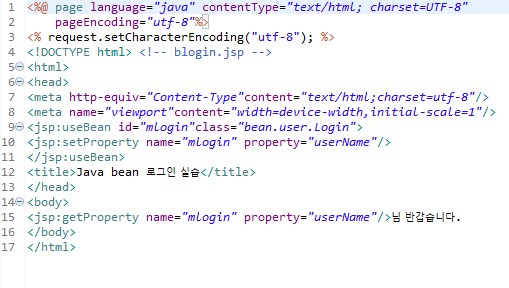 1 <%@ page language="java" contentType="text/html; charset=UTF-8"
2 pageEncoding="utf-8"%>
3 <% request.setCharacterEncoding("utf-8"); %>
4 <!DOCTYPE html> <!-- blogin.jsp -->
5 <html>
6 <head>
7 <meta http-equiv="Content-Type"content="text/html;charset=utf-8"/>
8 <meta name="viewport"content="width=device-width,initial-scale=1"/>
9 <jsp:useBean id="mlogin"class="bean.user.Login">
10 <jsp:setProperty name="mlogin" property="userName"/>
11 </jsp:useBean>
12 <title>Java bean 로그인 실습</title>
13 </head>
14 <body>
15 <jsp:getProperty name="mlogin" property="userName"/>님 반갑습니다.
16 </body>
17 </html>